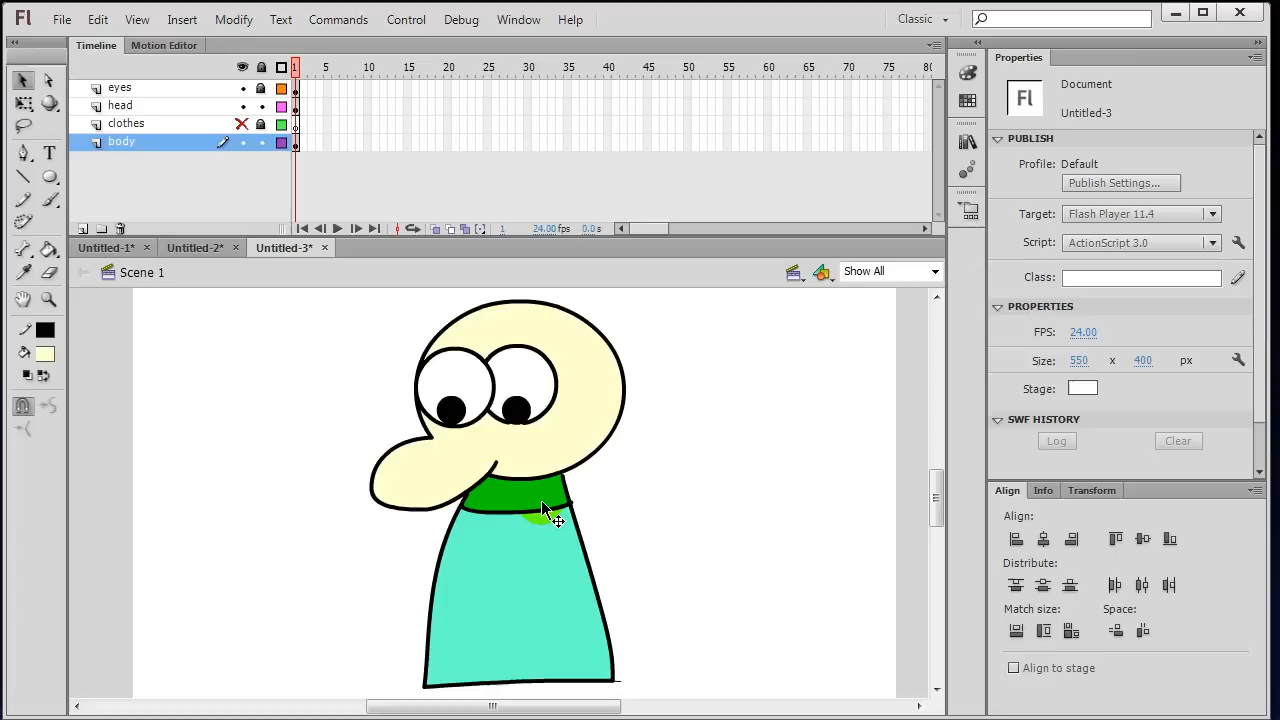 Fl File Edit View Insert Modify Text Commands Control Debug Window Help Classic
Timeline Motion Editor
1 5 10 15 20 25 30 35 40 45 50 55 60 65 70 75 80
eyes
head
clothes
body
1 24.00 fps 0.0 s
Untitled-1* Untitled-2* Untitled-3*
Scene 1 Show All
Properties
Fl Document
Untitled-3
PUBLISH
Profile: Default
Publish Settings...
Target: Flash Player 11.4
Script: ActionScript 3.0
Class:
PROPERTIES
FPS: 24.00
Size: 550 x 400 px
Stage:
SWF HISTORY
Log Clear
Align Info Transform
Align:
Distribute:
Match size: Space:
Align to stage